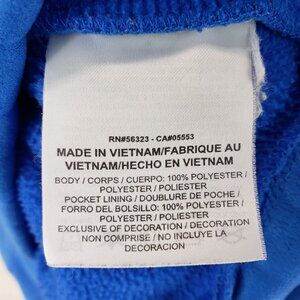 RN#56323 - CA#05553
MADE IN VIETNAM/FABRIQUE AU
VIETNAM/HECHO EN VIETNAM
BODY / CORPS / CUERPO: 100% POLYESTER /
POLYESTER / POLIESTER
POCKET LINING / DOUBLURE DE POCHE /
FORRO DEL BOLSILLO: 100% POLYESTER /
POLYESTER / POLIESTER
EXCLUSIVE OF DECORATION / DECORATION
NON COMPRISE / NO INCLUYE LA
DECORACION